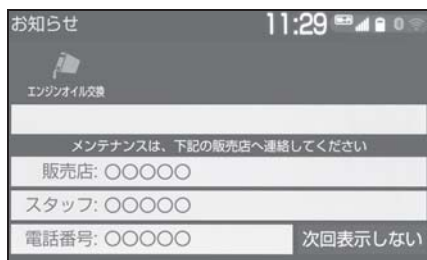 お知らせ 11:29
エンジンオイル交換
メンテナンスは、下記の販売店へ連絡してください
販売店: ○○○○○
スタッフ: ○○○○○
電話番号: ○○○○○ 次回表示しない